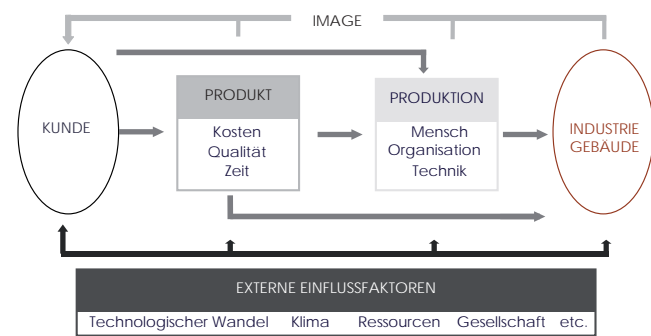 IMAGE
KUNDE
PRODUKT
Kosten
Qualität
Zeit
PRODUKTION
Mensch
Organisation
Technik
INDUSTRIE
GEBÄUDE
EXTERNE EINFLUSSFAKTOREN
Technologischer Wandel Klima Ressourcen Gesellschaft etc.